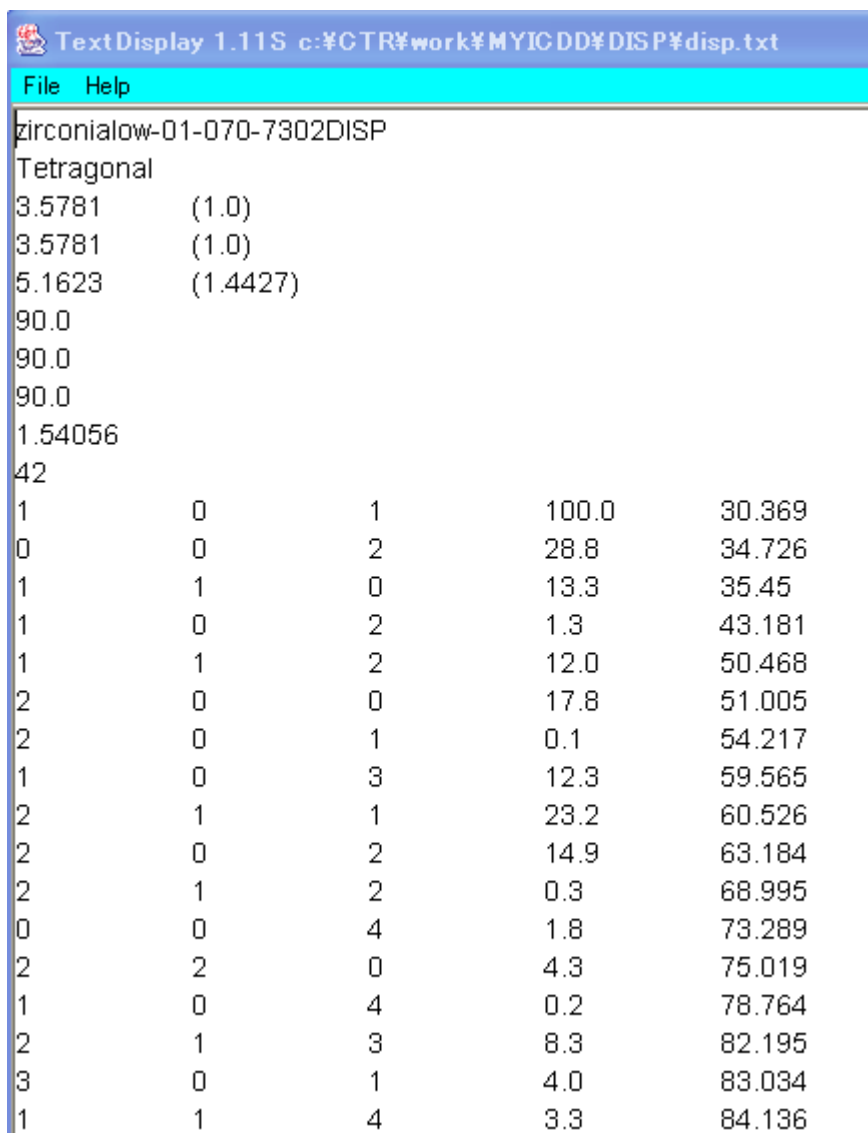 TextDisplay 1.11S c:¥CTR¥work¥MYICDD¥DISP¥disp.txt
File Help
zirconialow-01-070-7302DISP
Tetragonal
3.5781 (1.0)
3.5781 (1.0)
5.1623 (1.4427)
90.0
90.0
90.0
1.54056
42
1 0 1 100.0 30.369
0 0 2 28.8 34.726
1 1 0 13.3 35.45
1 0 2 1.3 43.181
1 1 2 12.0 50.468
2 0 0 17.8 51.005
2 0 1 0.1 54.217
1 0 3 12.3 59.565
2 1 1 23.2 60.526
2 0 2 14.9 63.184
2 1 2 0.3 68.995
0 0 4 1.8 73.289
2 2 0 4.3 75.019
1 0 4 0.2 78.764
2 1 3 8.3 82.195
3 0 1 4.0 83.034
1 1 4 3.3 84.136